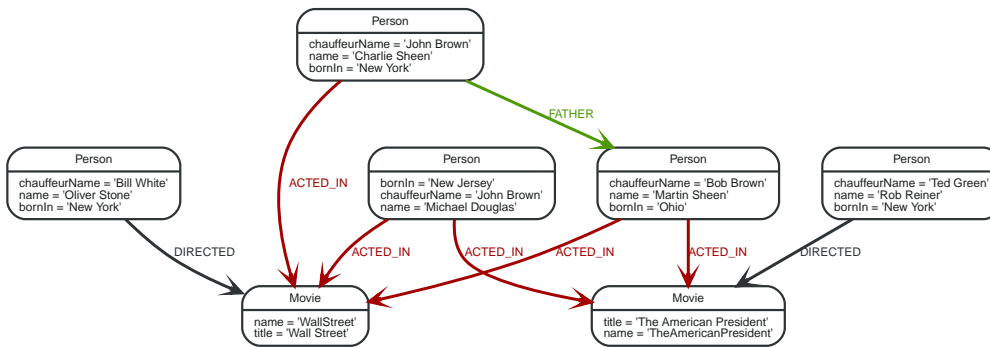 Person
chauffeurName = 'John Brown'
name = 'Charlie Sheen'
bornIn = 'New York'
FATHER
Person
chauffeurName = 'Bill White'
name = 'Oliver Stone'
bornIn = 'New York'
ACTED_IN
Person
bornIn = 'New Jersey'
chauffeurName = 'John Brown'
name = 'Michael Douglas'
Person
chauffeurName = 'Bob Brown'
name = 'Martin Sheen'
bornIn = 'Ohio'
Person
chauffeurName = 'Ted Green'
name = 'Rob Reiner'
bornIn = 'New York'
DIRECTED
ACTED_IN
ACTED_IN
ACTED_IN
ACTED_IN
DIRECTED
Movie
name = 'WallStreet'
title = 'Wall Street'
Movie
title = 'The American President'
name = 'TheAmericanPresident'